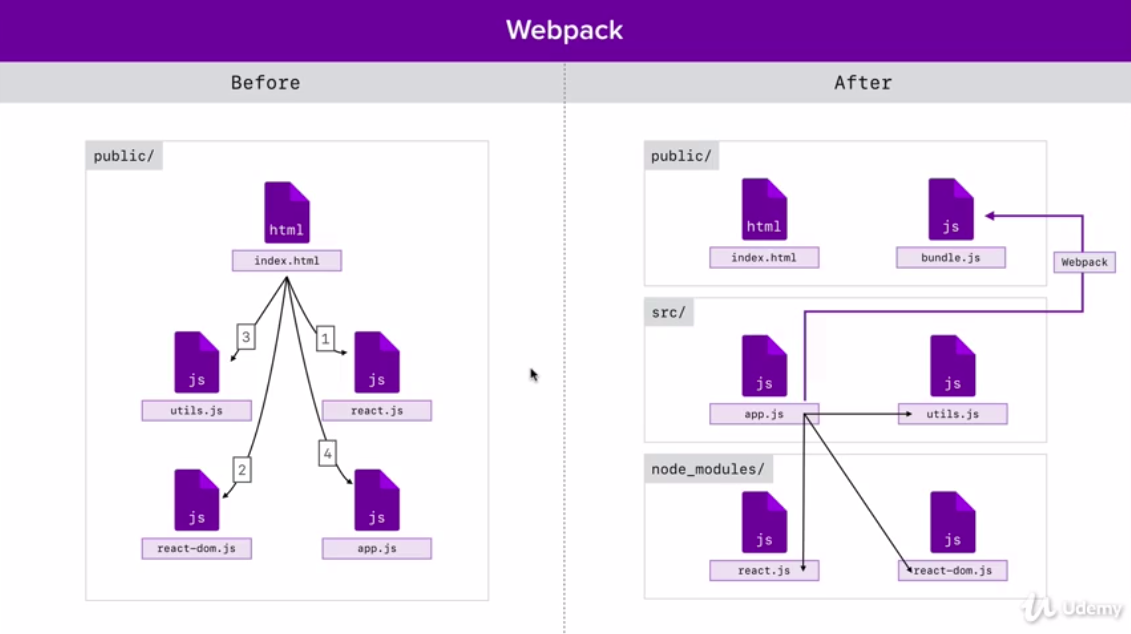 Webpack
Before
After
public/
html
index.html
3
1
js
utils.js
js
react.js
2
4
js
react-dom.js
js
app.js
public/
html
index.html
js
bundle.js
Webpack
src/
js
app.js
js
utils.js
node_modules/
js
react.js
js
react-dom.js
Udemy